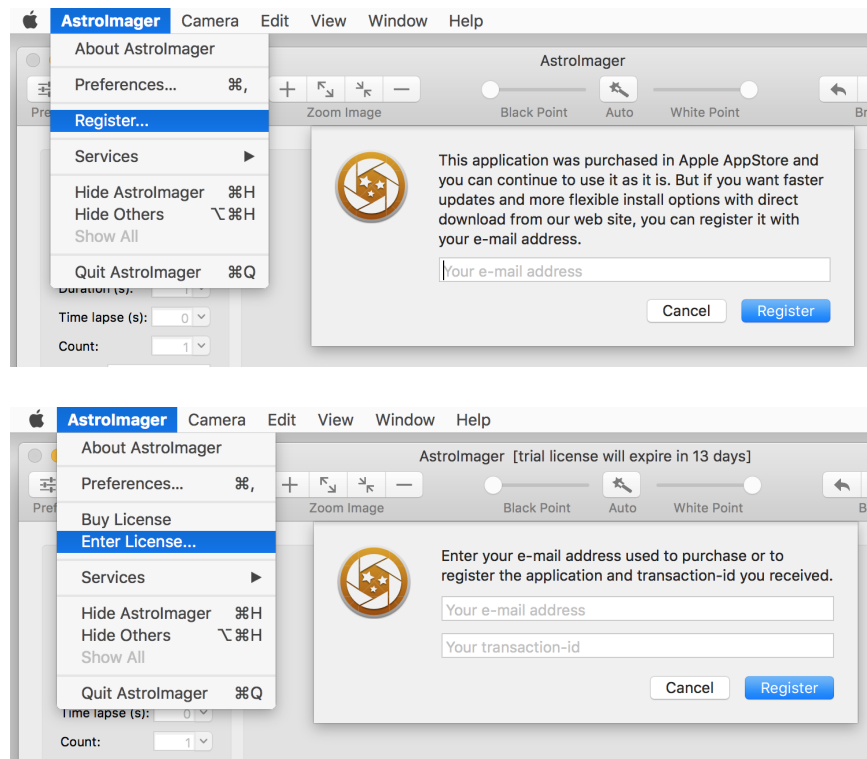 AstroImager Camera Edit View Window Help
About AstroImager
Preferences... ⌘,
Register...
Services ▶
Hide AstroImager ⌘H
Hide Others ⌥⌘H
Show All
Quit AstroImager ⌘Q
AstroImager
Pre
Zoom Image
Black Point
Auto
White Point
Br
This application was purchased in Apple AppStore and
you can continue to use it as it is. But if you want faster
updates and more flexible install options with direct
download from our web site, you can register it with
your e-mail address.
Your e-mail address
Cancel Register
Duration (s): 1
Time lapse (s): 0
Count: 1
AstroImager Camera Edit View Window Help
About AstroImager
Preferences... ⌘,
Buy License
Enter License...
Services ▶
Hide AstroImager ⌘H
Hide Others ⌥⌘H
Show All
Quit AstroImager ⌘Q
AstroImager [trial license will expire in 13 days]
Pref
Zoom Image
Black Point
Auto
White Point
B
Enter your e-mail address used to purchase or to
register the application and transaction-id you received.
Your e-mail address
Your transaction-id
Cancel Register
Time lapse (s): 0
Count: 1